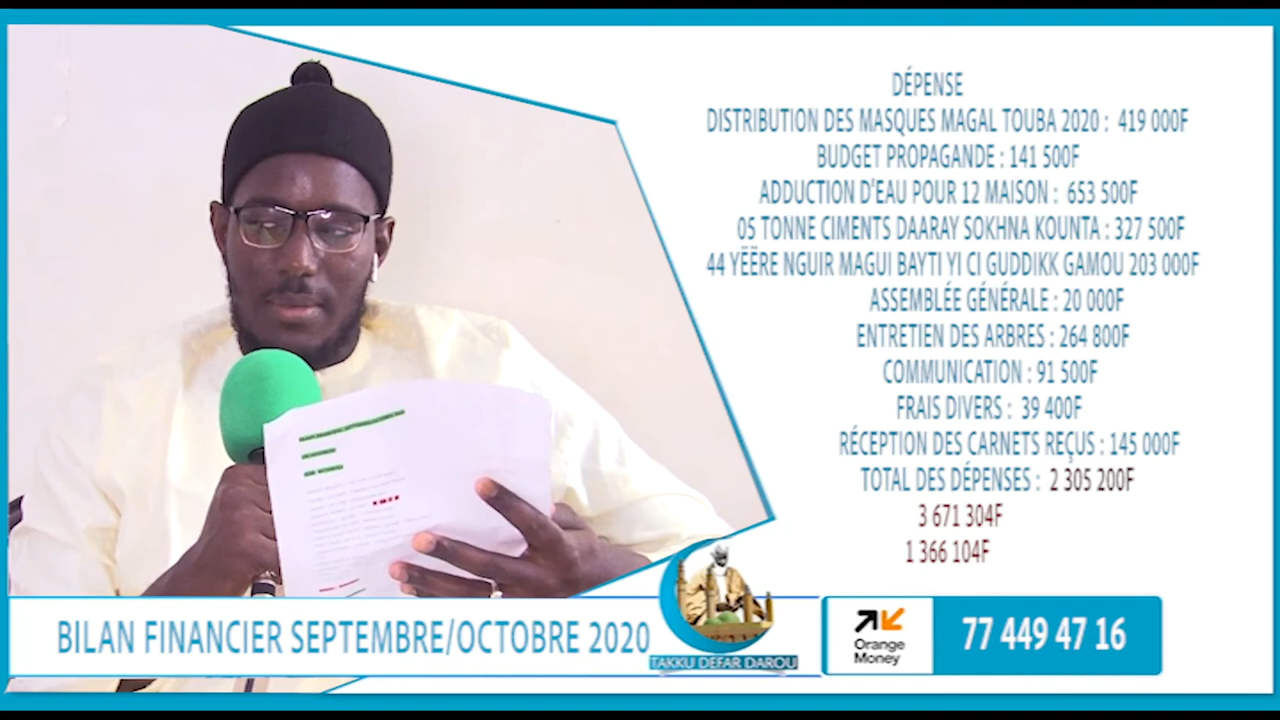 DÉPENSE
DISTRIBUTION DES MASQUES MAGAL TOUBA 2020 : 419 000F
BUDGET PROPAGANDE : 141 500F
ADDUCTION D'EAU POUR 12 MAISON : 653 500F
05 TONNE CIMENTS DAARAY SOKHNA KOUNTA : 327 500F
44 YËËRE NGUIR MAGUI BAYTI YI CI GUDDIKK GAMOU 203 000F
ASSEMBLÉE GÉNÉRALE : 20 000F
ENTRETIEN DES ARBRES : 264 800F
COMMUNICATION : 91 500F
FRAIS DIVERS : 39 400F
RÉCEPTION DES CARNETS REÇUS : 145 000F
TOTAL DES DÉPENSES : 2 305 200F
3 671 304F
1 366 104F
BILAN FINANCIER SEPTEMBRE/OCTOBRE 2020
TAKKU DEFAR DAROU
Orange
Money
77 449 47 16